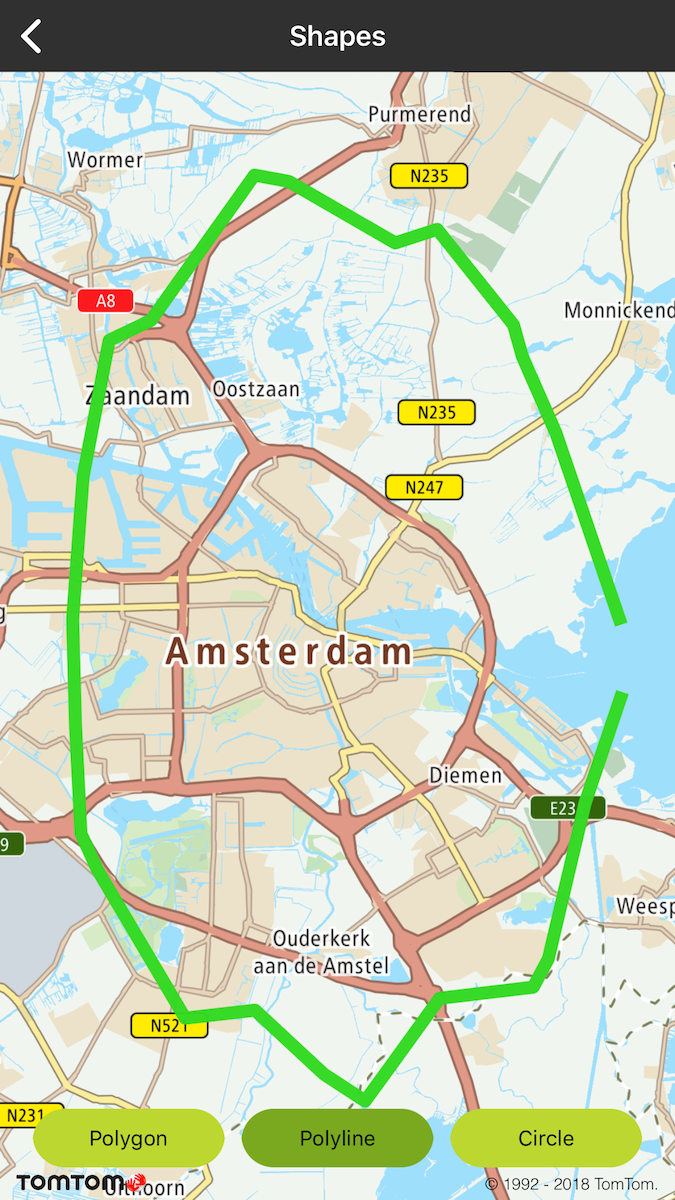 Shapes
Purmerend
Wormer
N235
A8
Monnickend
Zaandam
Oostzaan
N235
N247
g
Amsterdam
Diemen
E23
9
Weesp
Ouderkerk
aan de Amstel
N521
N231
Polygon
Polyline
Circle
TOMTOM
Uithoorn
© 1992 - 2018 TomTom.